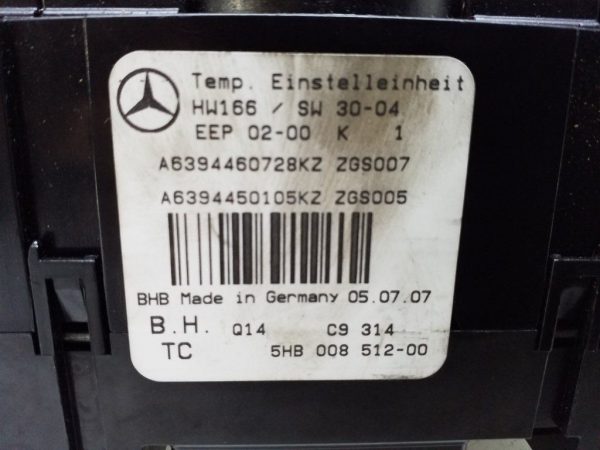 Temp. Einstelleinheit
HW166 / SW 30-04
EEP 02-00 K 1
A6394460728KZ ZGS007
A6394450105KZ ZGS005
BHB Made in Germany 05.07.07
B.H. Q14 C9 314
TC 5HB 008 512-00